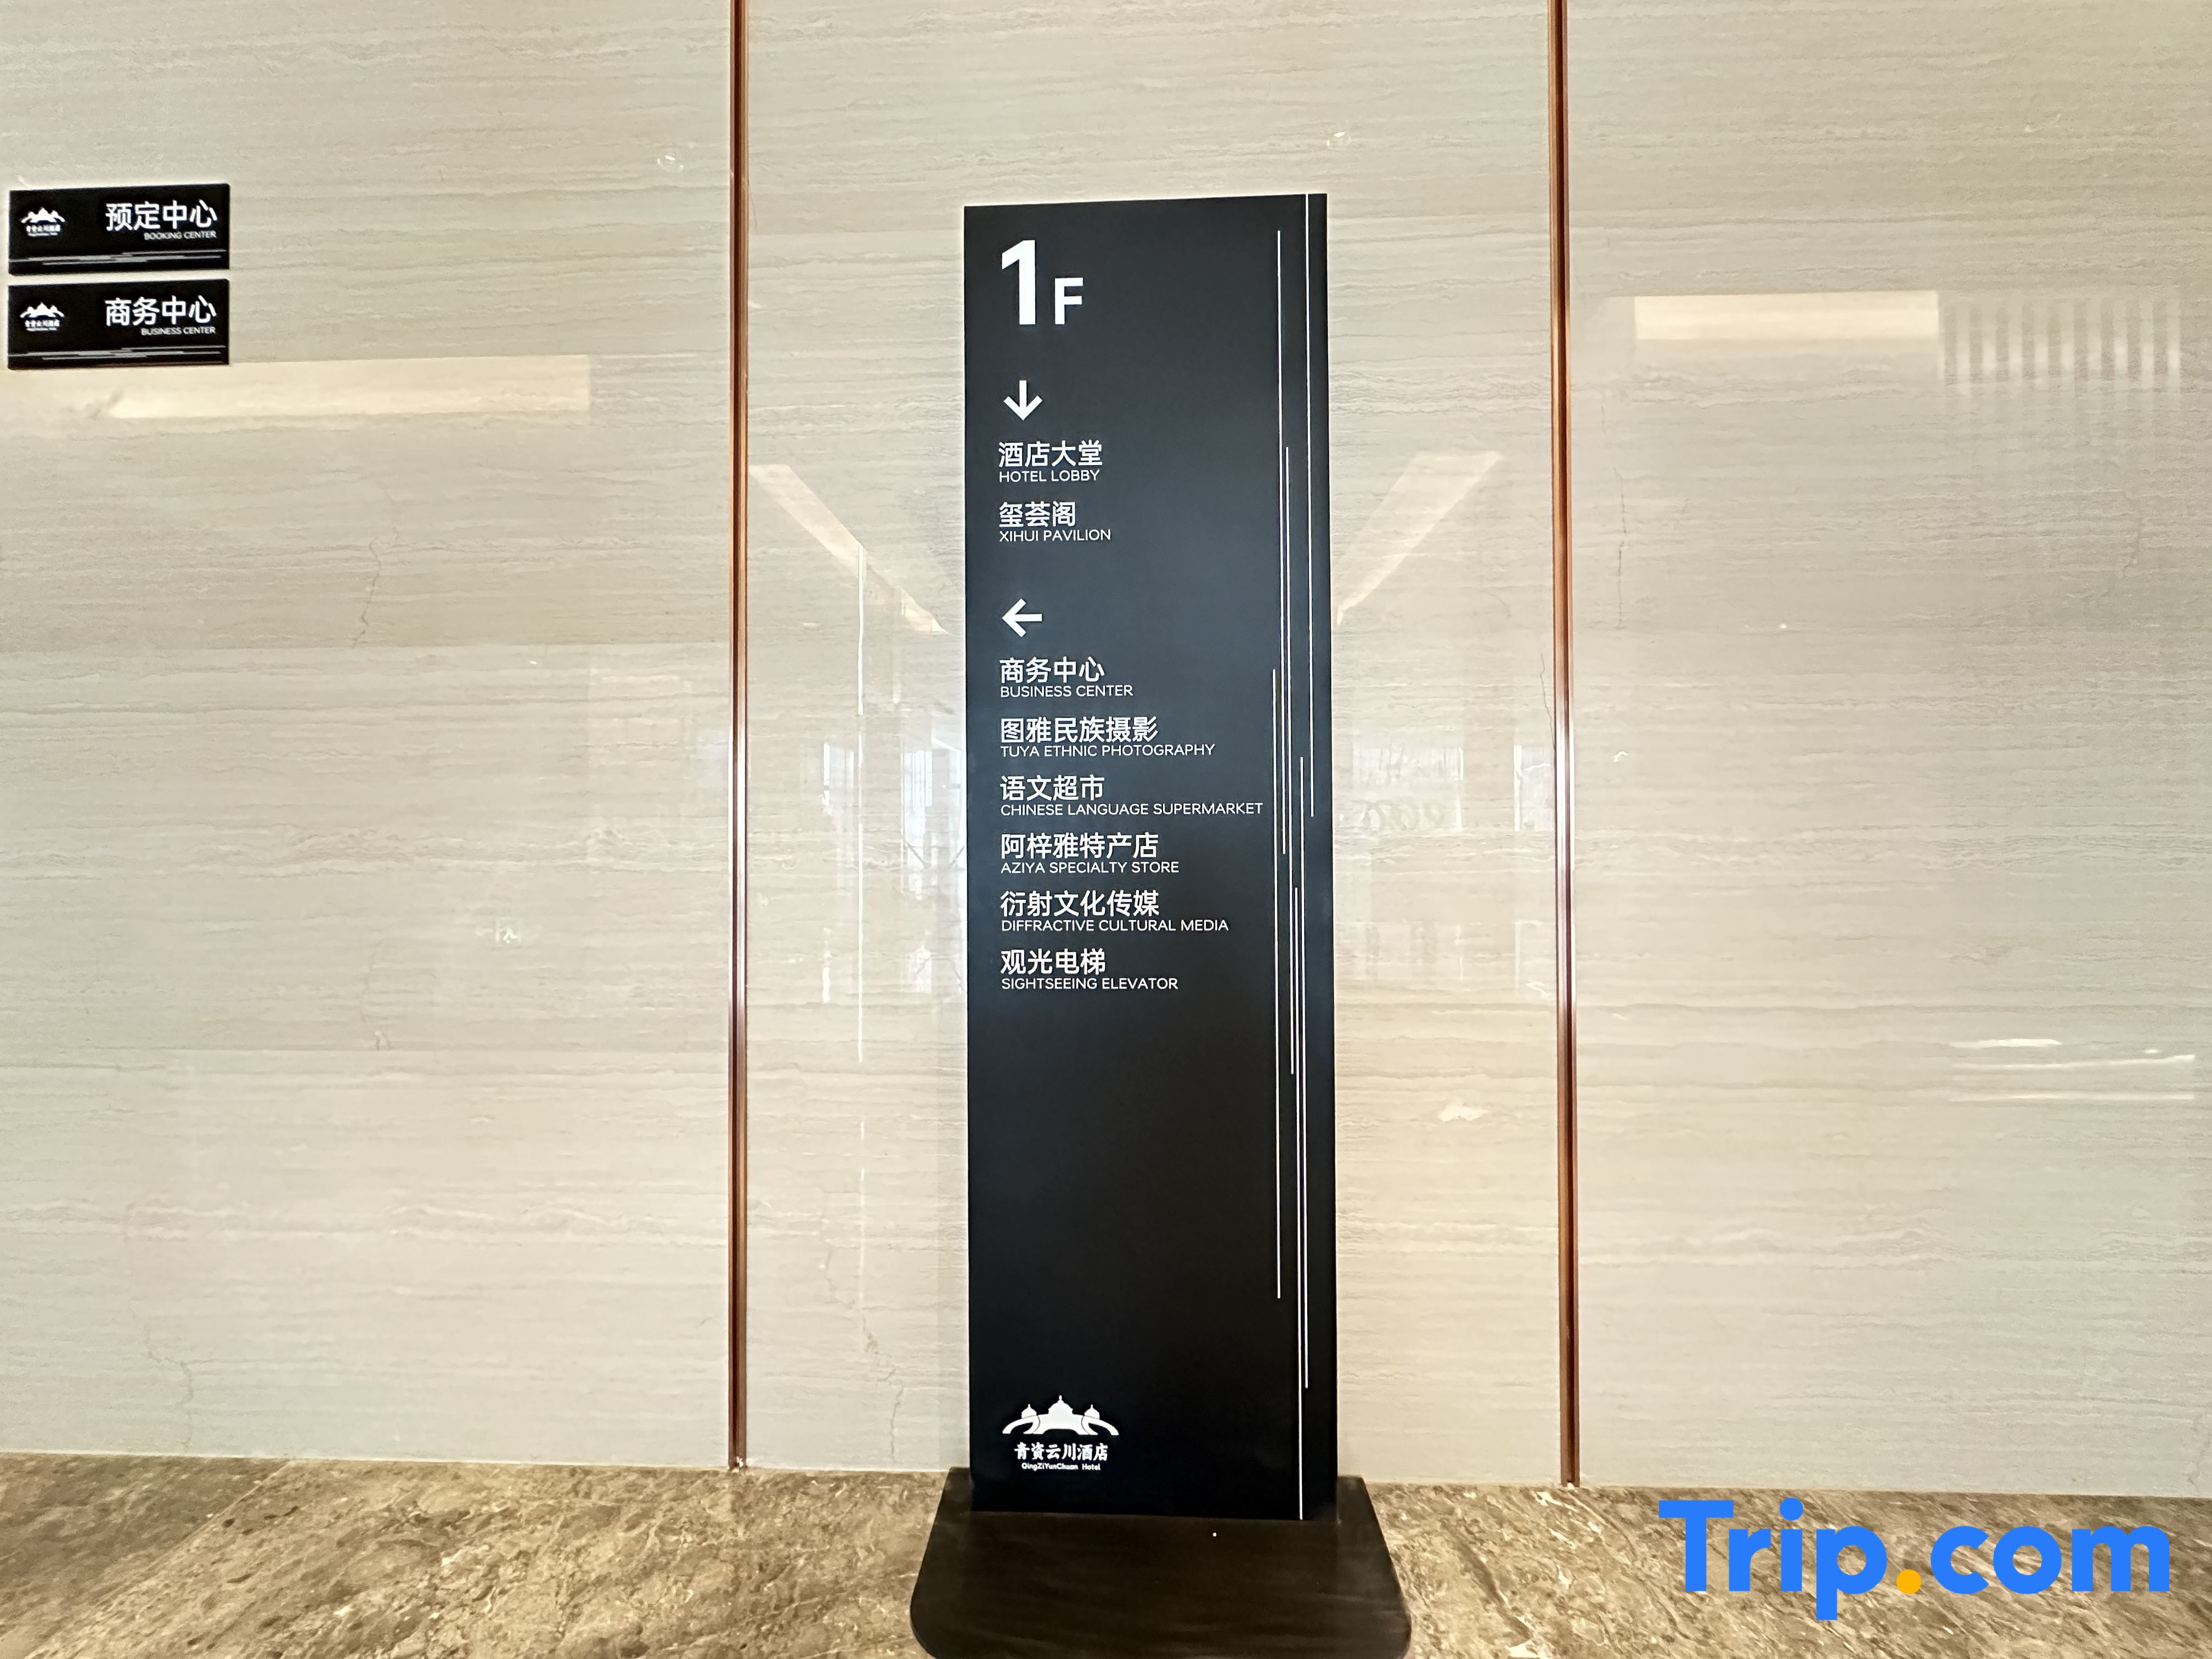 预定中心
BOOKING CENTER
商务中心
BUSINESS CENTER
1F
酒店大堂
HOTEL LOBBY
玺荟阁
XIHUI PAVILION
商务中心
BUSINESS CENTER
图雅民族摄影
TUYA ETHNIC PHOTOGRAPHY
语文超市
CHINESE LANGUAGE SUPERMARKET
阿梓雅特产店
AZIYA SPECIALTY STORE
衍射文化传媒
DIFFRACTIVE CULTURAL MEDIA
观光电梯
SIGHTSEEING ELEVATOR
青资云川酒店
QingZiYunChuan Hotel
Trip.com